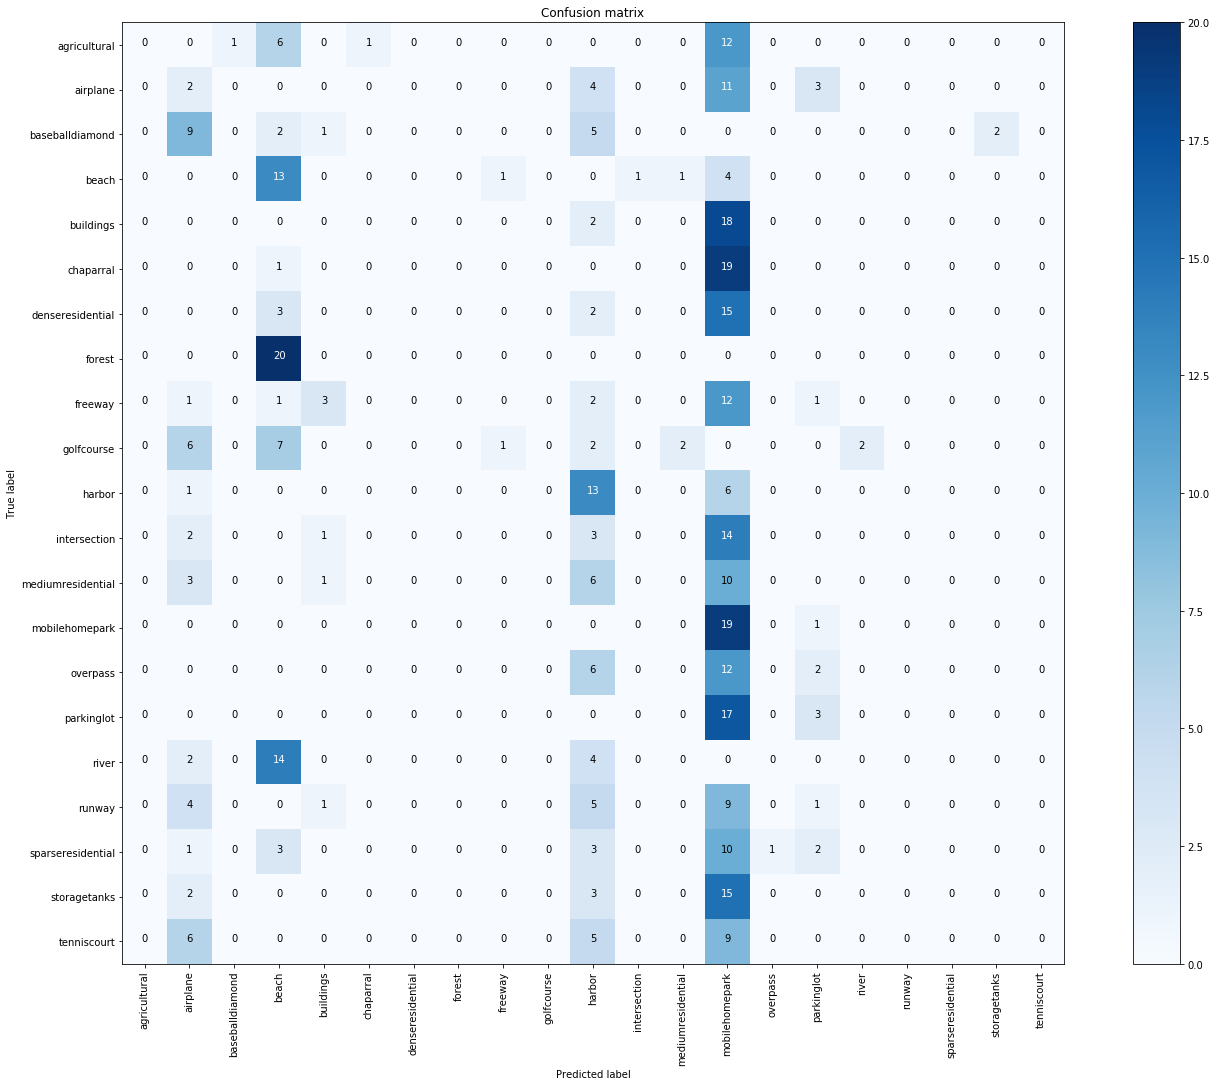 Confusion matrix
agricultural 0 0 1 6 0 1 0 0 0 0 0 0 0 12 0 0 0 0 0 0 0
airplane 0 2 0 0 0 0 0 0 0 0 4 0 0 11 0 3 0 0 0 0 0
baseballdiamond 0 9 0 2 1 0 0 0 0 0 5 0 0 0 0 0 0 0 0 2 0
beach 0 0 0 13 0 0 0 0 1 0 0 1 1 4 0 0 0 0 0 0 0
buildings 0 0 0 0 0 0 0 0 0 0 2 0 0 18 0 0 0 0 0 0 0
chaparral 0 0 0 1 0 0 0 0 0 0 0 0 0 19 0 0 0 0 0 0 0
denseresidential 0 0 0 3 0 0 0 0 0 0 2 0 0 15 0 0 0 0 0 0 0
forest 0 0 0 20 0 0 0 0 0 0 0 0 0 0 0 0 0 0 0 0 0
freeway 0 1 0 1 3 0 0 0 0 0 2 0 0 12 0 1 0 0 0 0 0
golfcourse 0 6 0 7 0 0 0 0 1 0 2 0 2 0 0 0 2 0 0 0 0
harbor 0 1 0 0 0 0 0 0 0 0 13 0 0 6 0 0 0 0 0 0 0
intersection 0 2 0 0 1 0 0 0 0 0 3 0 0 14 0 0 0 0 0 0 0
mediumresidential 0 3 0 0 1 0 0 0 0 0 6 0 0 10 0 0 0 0 0 0 0
mobilehomepark 0 0 0 0 0 0 0 0 0 0 0 0 0 19 0 1 0 0 0 0 0
overpass 0 0 0 0 0 0 0 0 0 0 6 0 0 12 0 2 0 0 0 0 0
parkinglot 0 0 0 0 0 0 0 0 0 0 0 0 0 17 0 3 0 0 0 0 0
river 0 2 0 14 0 0 0 0 0 0 4 0 0 0 0 0 0 0 0 0 0
runway 0 4 0 0 1 0 0 0 0 0 5 0 0 9 0 1 0 0 0 0 0
sparseresidential 0 1 0 3 0 0 0 0 0 0 3 0 0 10 1 2 0 0 0 0 0
storagetanks 0 2 0 0 0 0 0 0 0 0 3 0 0 15 0 0 0 0 0 0 0
tenniscourt 0 6 0 0 0 0 0 0 0 0 5 0 0 9 0 0 0 0 0 0 0
True label
agricultural
airplane
baseballdiamond
beach
buildings
chaparral
denseresidential
forest
freeway
golfcourse
harbor
intersection
mediumresidential
mobilehomepark
overpass
parkinglot
river
runway
sparseresidential
storagetanks
tenniscourt
Predicted label
20.0
17.5
15.0
12.5
10.0
7.5
5.0
2.5
0.0